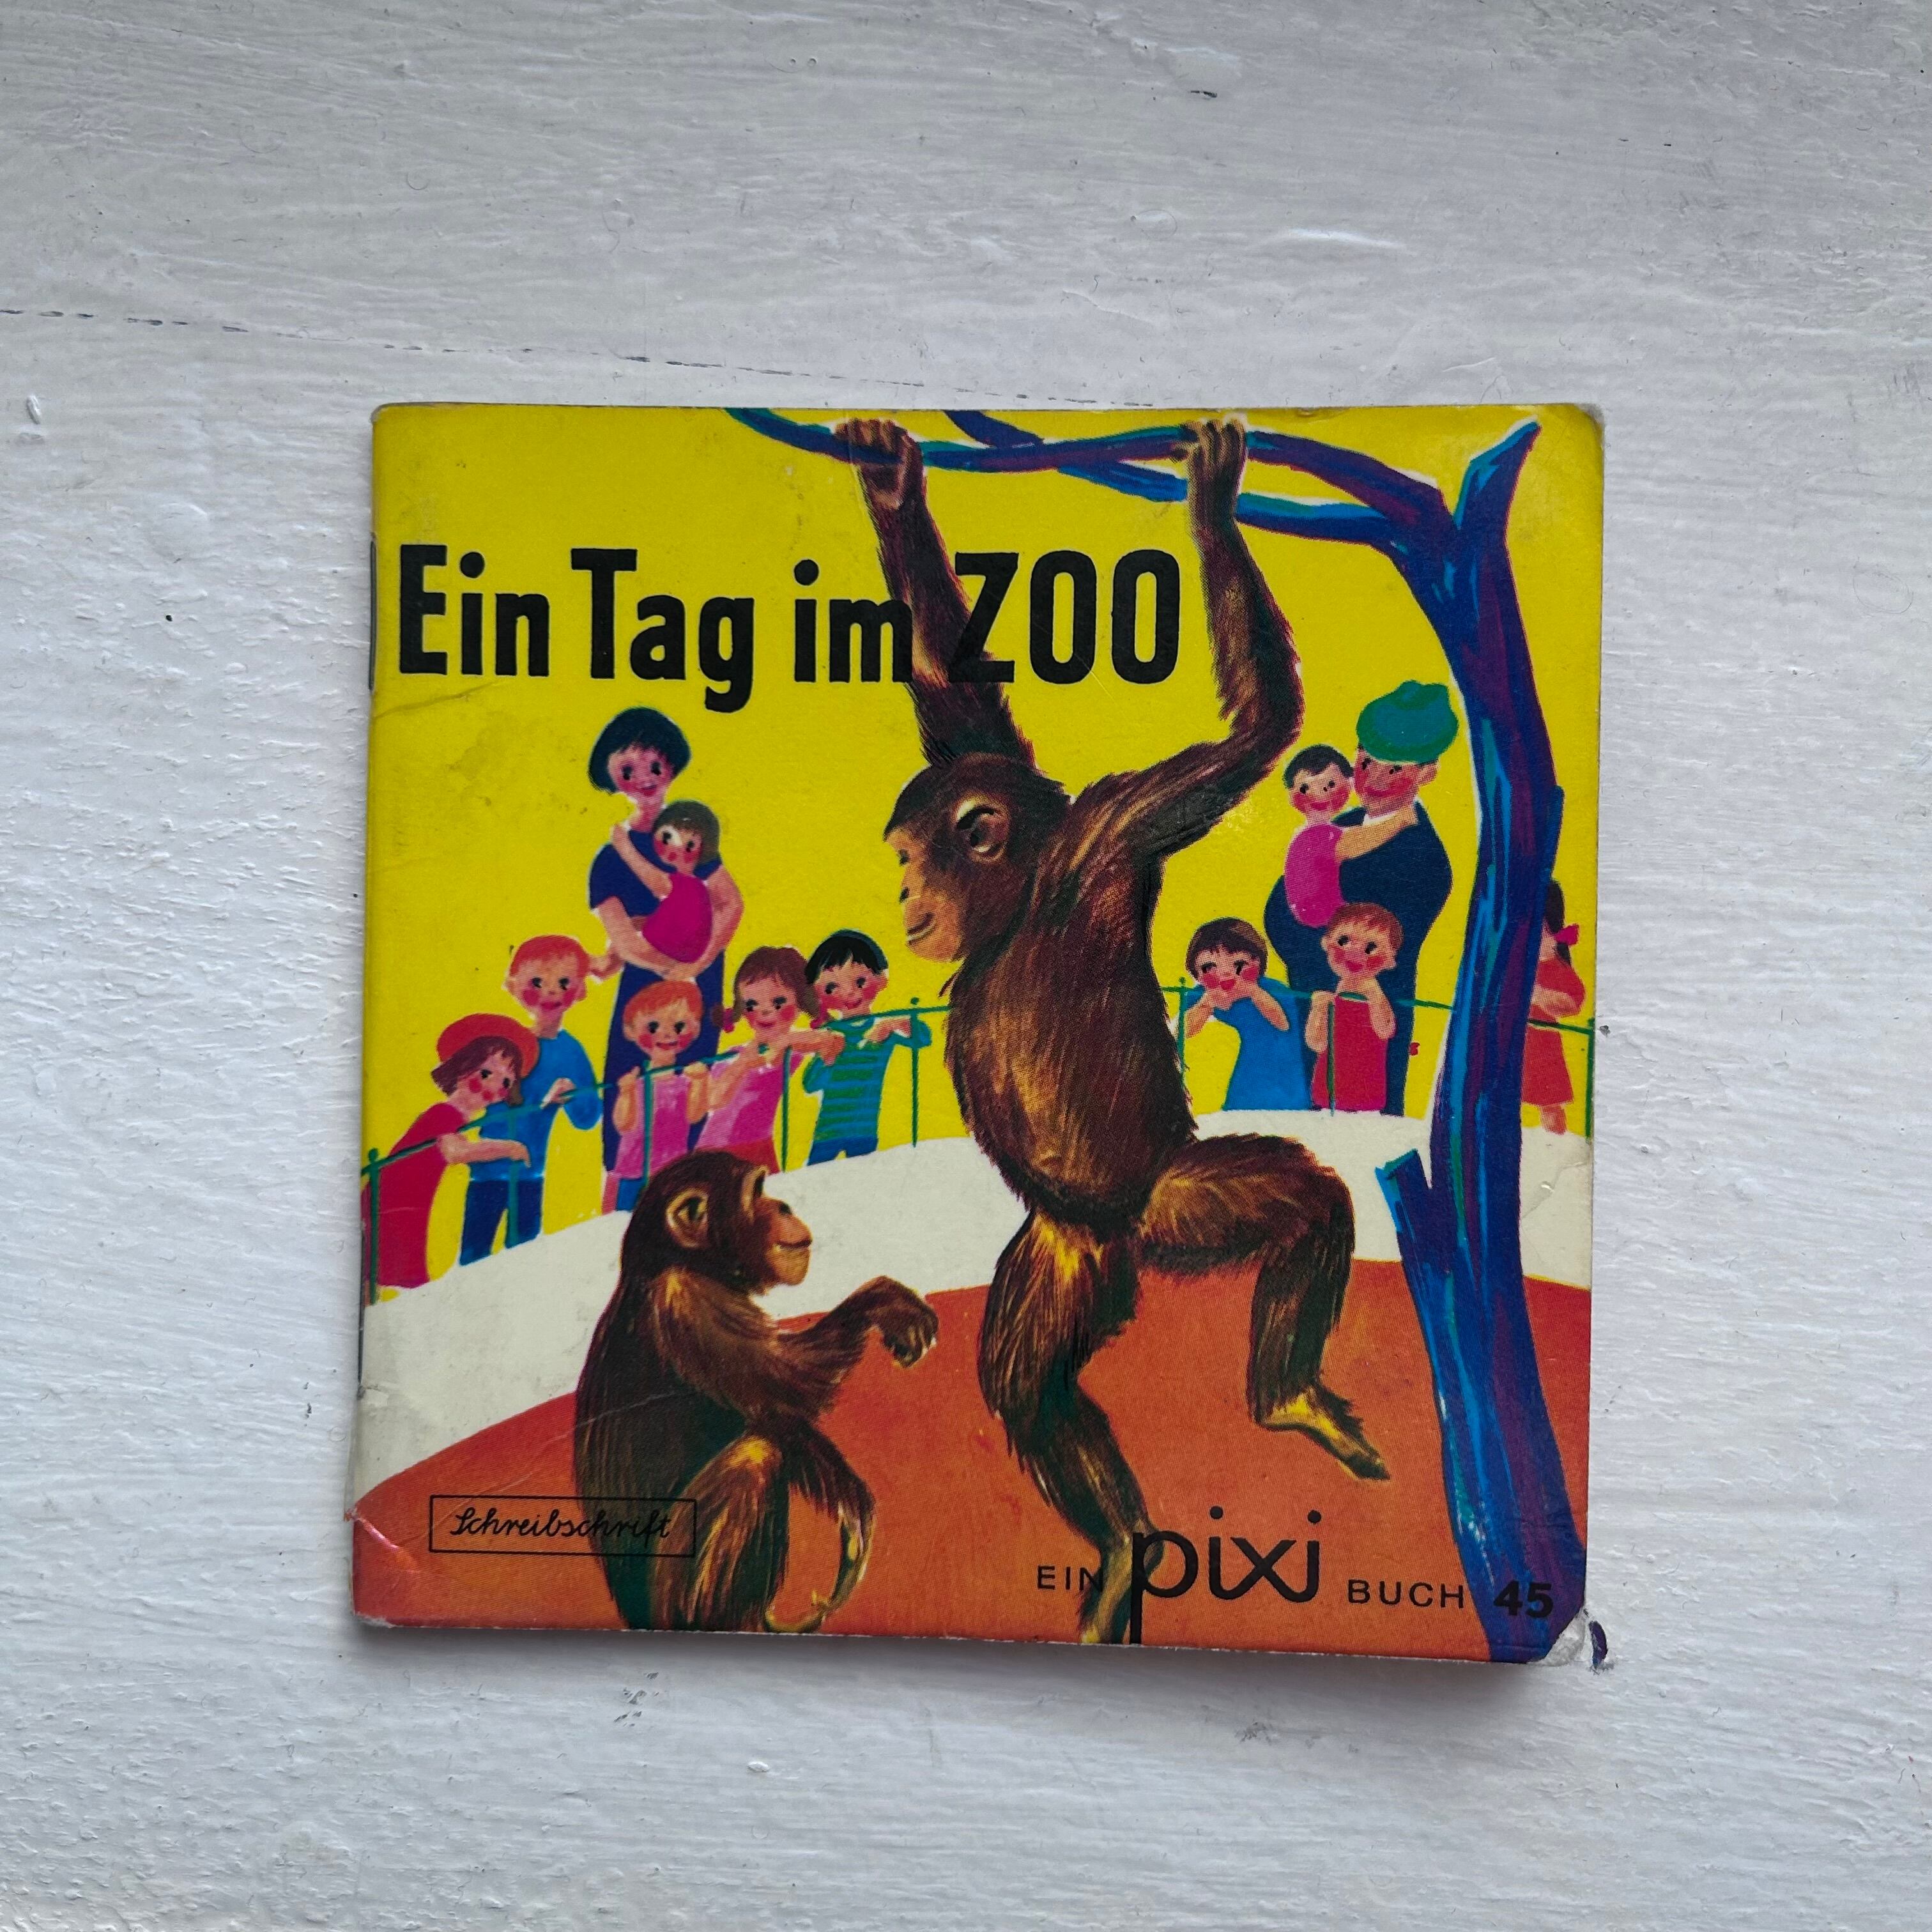 Ein Tag im ZOO
Schreibschrift
EIN pixi BUCH 45